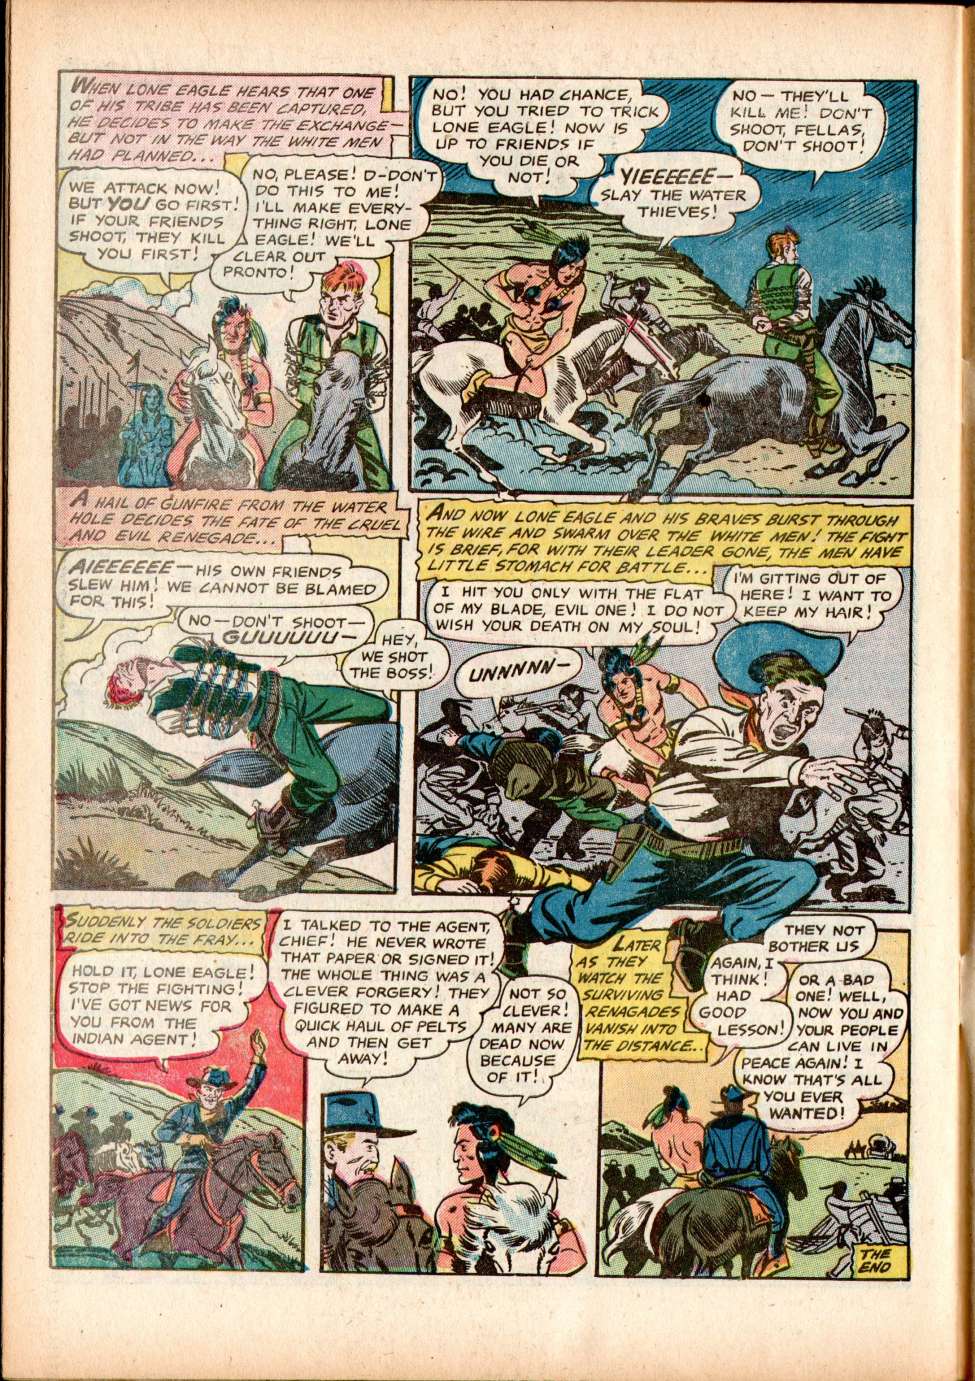 WHEN LONE EAGLE HEARS THAT ONE
OF HIS TRIBE HAS BEEN CAPTURED,
HE DECIDES TO MAKE THE EXCHANGE—
BUT NOT IN THE WAY THE WHITE MEN
HAD PLANNED...
WE ATTACK NOW!
BUT YOU GO FIRST!
IF YOUR FRIENDS
SHOOT, THEY KILL
YOU FIRST!
NO, PLEASE! D-DON'T
DO THIS TO ME!
I'LL MAKE EVERY-
THING RIGHT, LONE
EAGLE! WE'LL
CLEAR OUT
PRONTO!
NO! YOU HAD CHANCE,
BUT YOU TRIED TO TRICK
LONE EAGLE! NOW IS
UP TO FRIENDS IF
YOU DIE OR
NOT!
YIEEEEEE—
SLAY THE WATER
THIEVES!
NO— THEY'LL
KILL ME! DON'T
SHOOT, FELLAS,
DON'T SHOOT!
A HAIL OF GUNFIRE FROM THE WATER
HOLE DECIDES THE FATE OF THE CRUEL
AND EVIL RENEGADE...
AIEEEEEE— HIS OWN FRIENDS
SLEW HIM! WE CANNOT BE BLAMED
FOR THIS!
NO—DON'T SHOOT—
GUUUUUU—
HEY,
WE SHOT
THE BOSS!
AND NOW LONE EAGLE AND HIS BRAVES BURST THROUGH
THE WIRE AND SWARM OVER THE WHITE MEN! THE FIGHT
IS BRIEF, FOR WITH THEIR LEADER GONE, THE MEN HAVE
LITTLE STOMACH FOR BATTLE...
I HIT YOU ONLY WITH THE FLAT
OF MY BLADE, EVIL ONE! I DO NOT
WISH YOUR DEATH ON MY SOUL!
I'M GITTING OUT OF
HERE! I WANT TO
KEEP MY HAIR!
UNNNNN—
SUDDENLY THE SOLDIERS
RIDE INTO THE FRAY...
HOLD IT, LONE EAGLE!
STOP THE FIGHTING!
I'VE GOT NEWS FOR
YOU FROM THE
INDIAN AGENT!
I TALKED TO THE AGENT,
CHIEF! HE NEVER WROTE
THAT PAPER OR SIGNED IT!
THE WHOLE THING WAS A
CLEVER FORGERY! THEY
FIGURED TO MAKE A
QUICK HAUL OF PELTS
AND THEN GET
AWAY!
NOT SO
CLEVER!
MANY ARE
DEAD NOW
BECAUSE
OF IT!
LATER
AS THEY
WATCH THE
SURVIVING
RENAGADES
VANISH INTO
THE DISTANCE...
THEY NOT
BOTHER US
AGAIN, I
THINK!
HAD
GOOD
LESSON!
OR A BAD
ONE! WELL,
NOW YOU AND
YOUR PEOPLE
CAN LIVE IN
PEACE AGAIN! I
KNOW THAT'S ALL
YOU EVER
WANTED!
THE
END